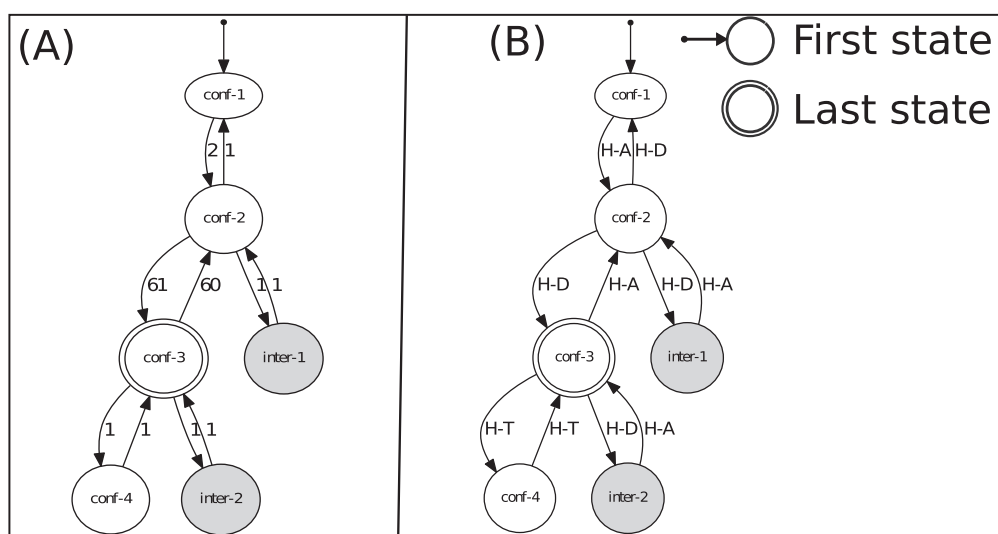 (A)
conf-1
2 1
conf-2
61 60 1 1
conf-3 inter-1
1 1 1 1
conf-4 inter-2
(B)
conf-1
H-A H-D
conf-2
H-D H-A H-D H-A
conf-3 inter-1
H-T H-T H-D H-A
conf-4 inter-2
First state
Last state